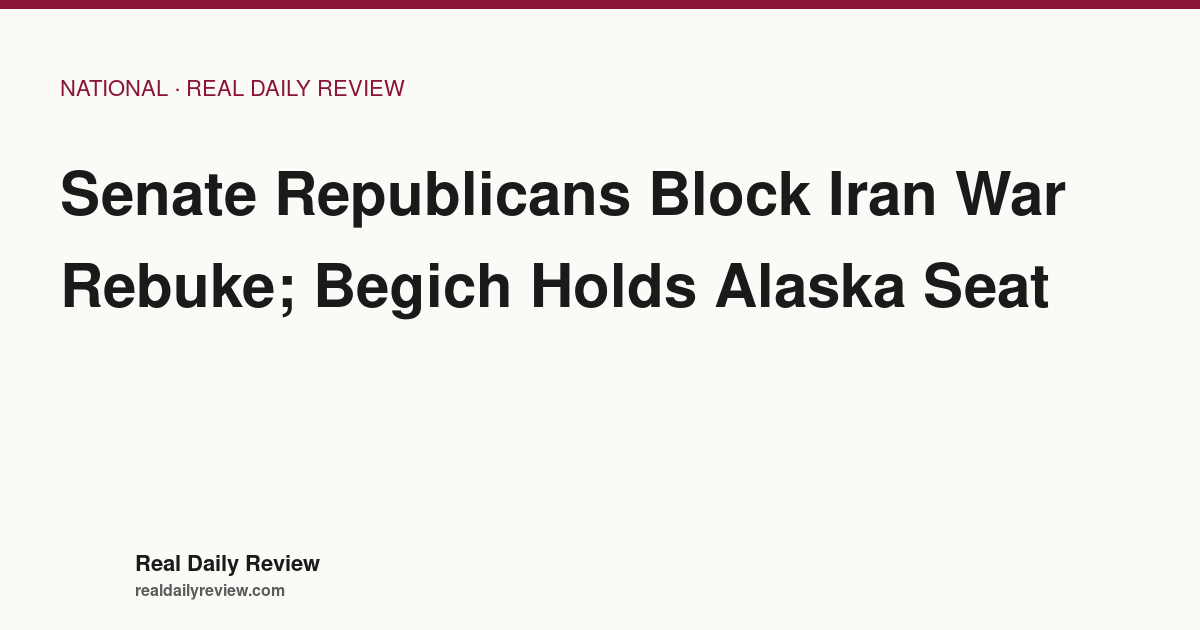 NATIONAL · REAL DAILY REVIEW
Senate Republicans Block Iran War
Rebuke; Begich Holds Alaska Seat
Real Daily Review
realdailyreview.com